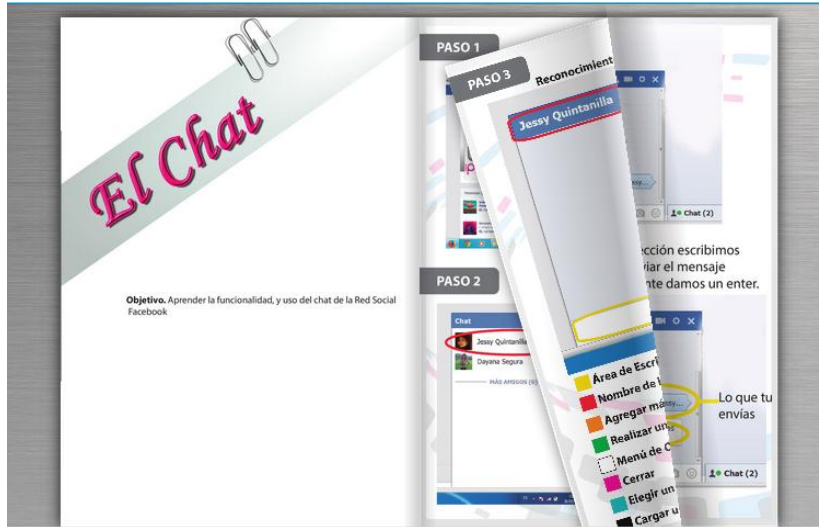 El Chat
Objetivo. Aprender la funcionalidad, y uso del chat de la Red Social
Facebook
PASO 1
Chat (2)
ección escribimos
viar el mensaje
nte damos un enter.
PASO 2
Chat
Jessy Quintanilla
Dayana Segura
MÁS AMIGOS (9)
Lo que tu
envías
Chat (2)
PASO 3
Reconocimient
Jessy Quintanilla
Área de Escri
Nombre de
Agregar má
Realizar un
Menú de O
Cerrar
Elegir un
Cargar u